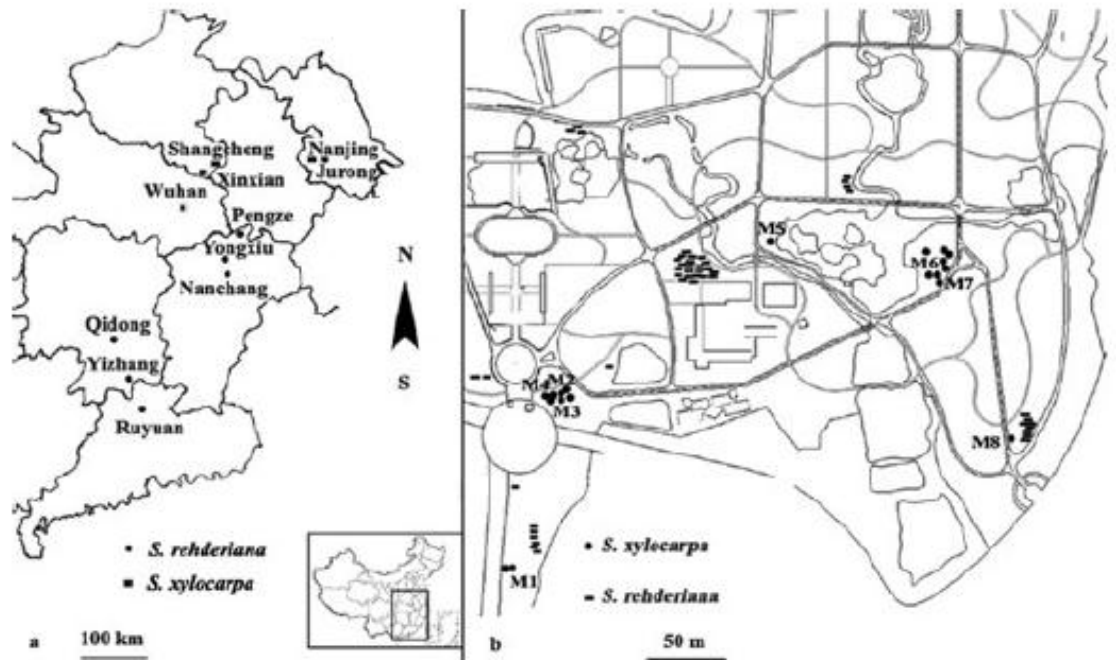 Shangcheng
Xinxian
Nanjing
Jurong
Wuhan
Pengze
Yongxiu
Nanchang
Qidong
Yizhang
Ruyuan
N
S
S. rehderiana
S. xylocarpa
a
100 km
M5
M6
M7
M4
M2
M3
M8
M1
S. xylocarpa
S. rehderiana
b
50 m